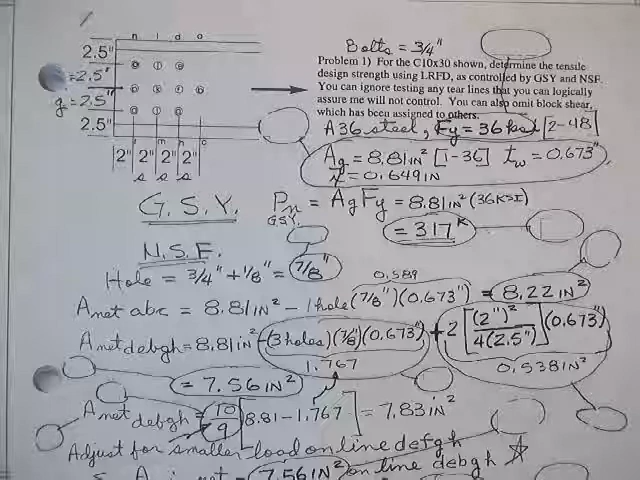 Bolts = 3/4"
2.5"
=2.5"
g=2.5"
2.5"
2" 2" 2" 2"
s s s
Problem 1) For the C10x30 shown, determine the tensile
design strength using LRFD, as controlled by GSY and NSF.
You can ignore testing any tear lines that you can logically
assure me will not control. You can also omit block shear,
which has been assigned to others.
A36 steel, Fy = 36 ksi [2-48]
Ag = 8.81 in² [1-36] tw = 0.673"
x̄ = 0.649 IN
G.S.Y. Pn = AgFy = 8.81 in² (36KSI)
GSY.
= 317 K
N.S.F.
Hole = 3/4" + 1/8" = 7/8"
0.589
Anet abc = 8.81 IN² - 1 hole (7/8")(0.673") = 8.22 IN²
Anet debgh = 8.81 IN² - (3 holes)(7/8)(0.673") + 2[(2")²/4(2.5")](0.673")
1.767
0.538 IN²
= 7.56 IN²
Anet debgh = 10/9 [8.81 - 1.767] = 7.83 in²
Adjust for smaller load on line defgh
7.56 IN² on line debgh